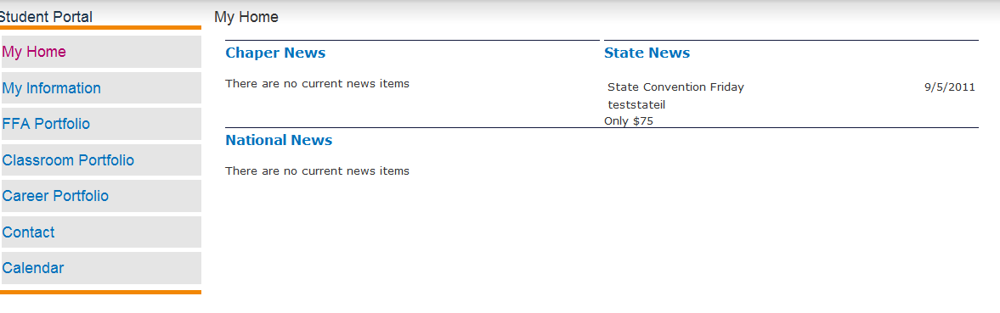 Student Portal
My Home
My Information
FFA Portfolio
Classroom Portfolio
Career Portfolio
Contact
Calendar
My Home
Chaper News
There are no current news items
State News
State Convention Friday 9/5/2011
teststateil
Only $75
National News
There are no current news items